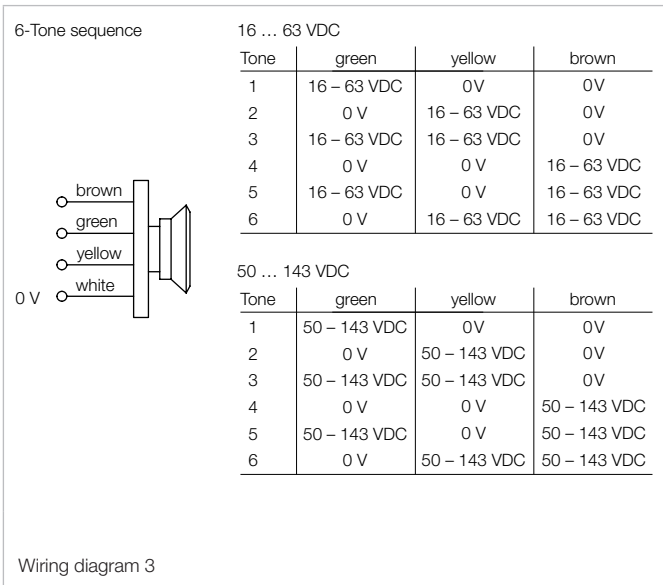 6-Tone sequence
16 … 63 VDC
Tone green yellow brown
1 16 – 63 VDC 0V 0V
2 0 V 16 – 63 VDC 0V
3 16 – 63 VDC 16 – 63 VDC 0V
4 0 V 0 V 16 – 63 VDC
5 16 – 63 VDC 0 V 16 – 63 VDC
6 0 V 16 – 63 VDC 16 – 63 VDC
brown
green
yellow
white
0 V
50 … 143 VDC
Tone green yellow brown
1 50 – 143 VDC 0V 0V
2 0 V 50 – 143 VDC 0V
3 50 – 143 VDC 50 – 143 VDC 0V
4 0 V 0 V 50 – 143 VDC
5 50 – 143 VDC 0 V 50 – 143 VDC
6 0 V 50 – 143 VDC 50 – 143 VDC
Wiring diagram 3